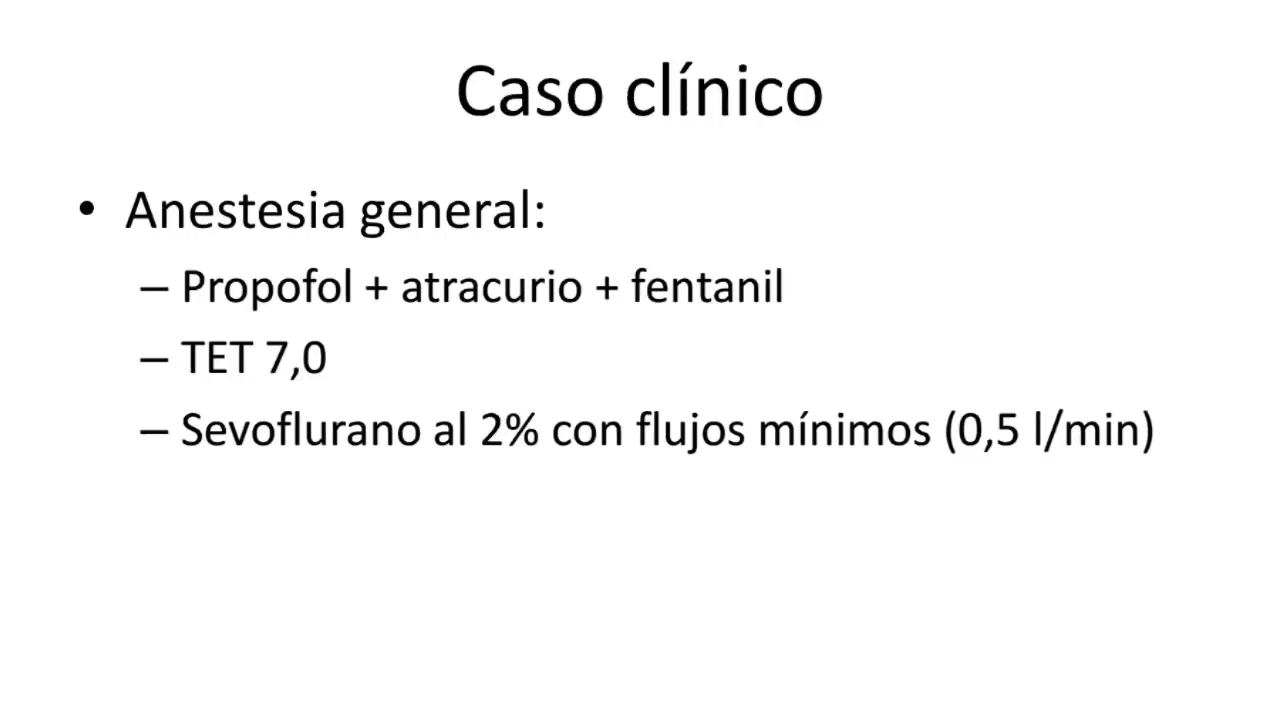 Caso clínico
• Anestesia general:
– Propofol + atracurio + fentanil
– TET 7,0
– Sevoflurano al 2% con flujos mínimos (0,5 l/min)